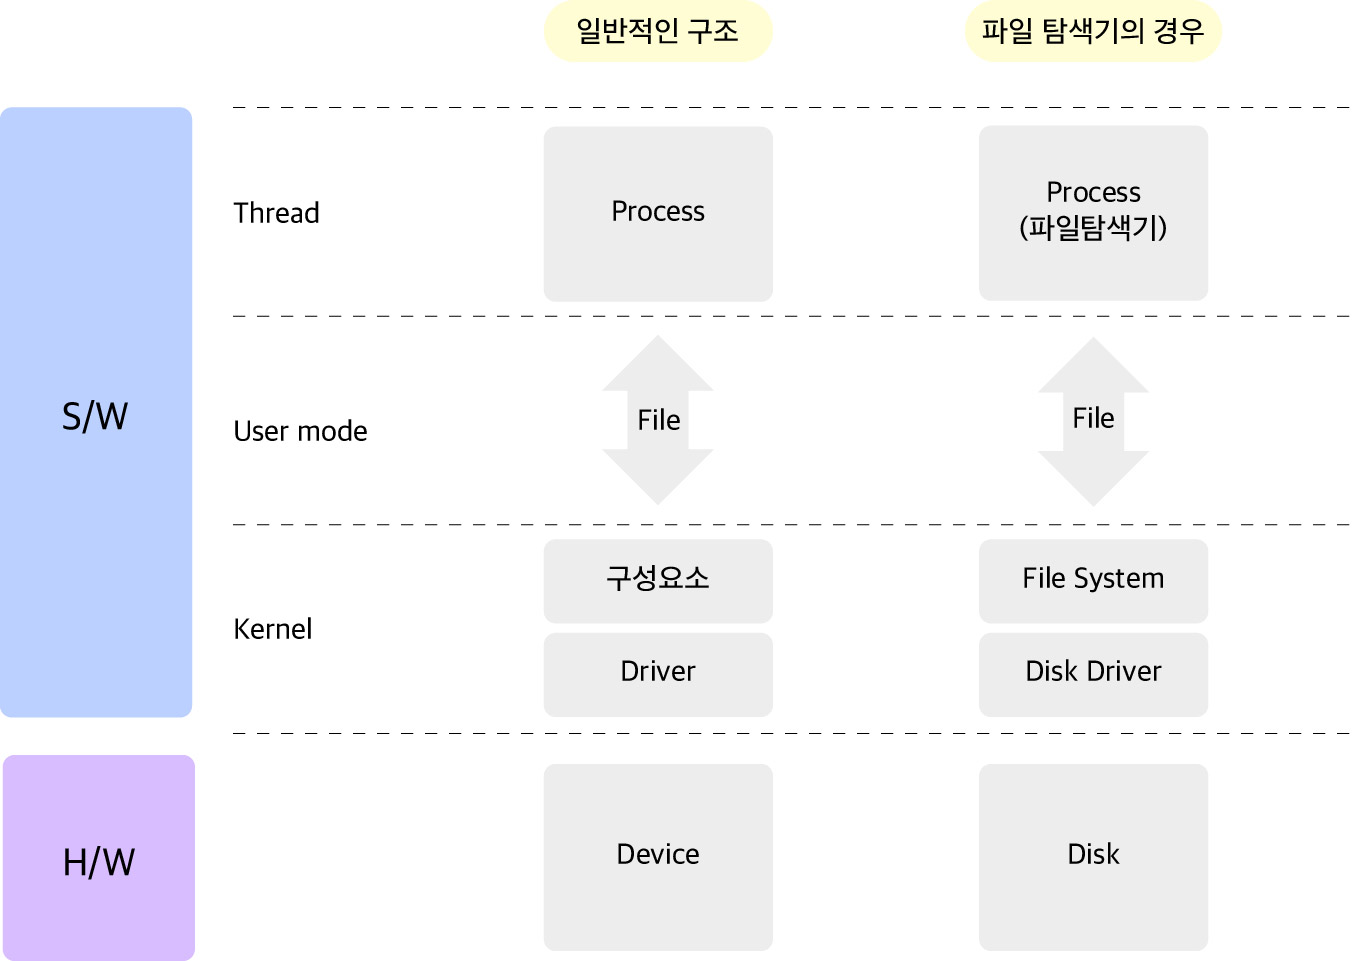 일반적인 구조
파일 탐색기의 경우
S/W
Thread
Process
Process
(파일탐색기)
User mode
File
File
Kernel
구성요소
File System
Driver
Disk Driver
H/W
Device
Disk